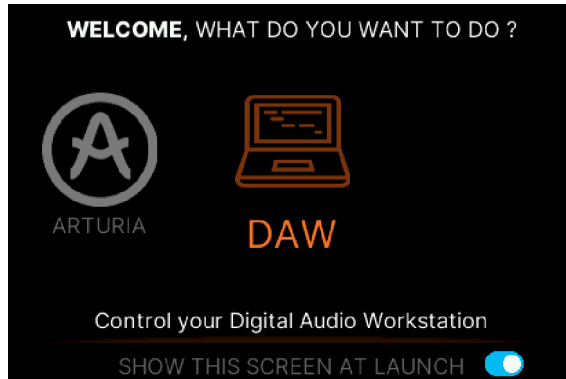 WELCOME, WHAT DO YOU WANT TO DO ?
ARTURIA
DAW
Control your Digital Audio Workstation
SHOW THIS SCREEN AT LAUNCH